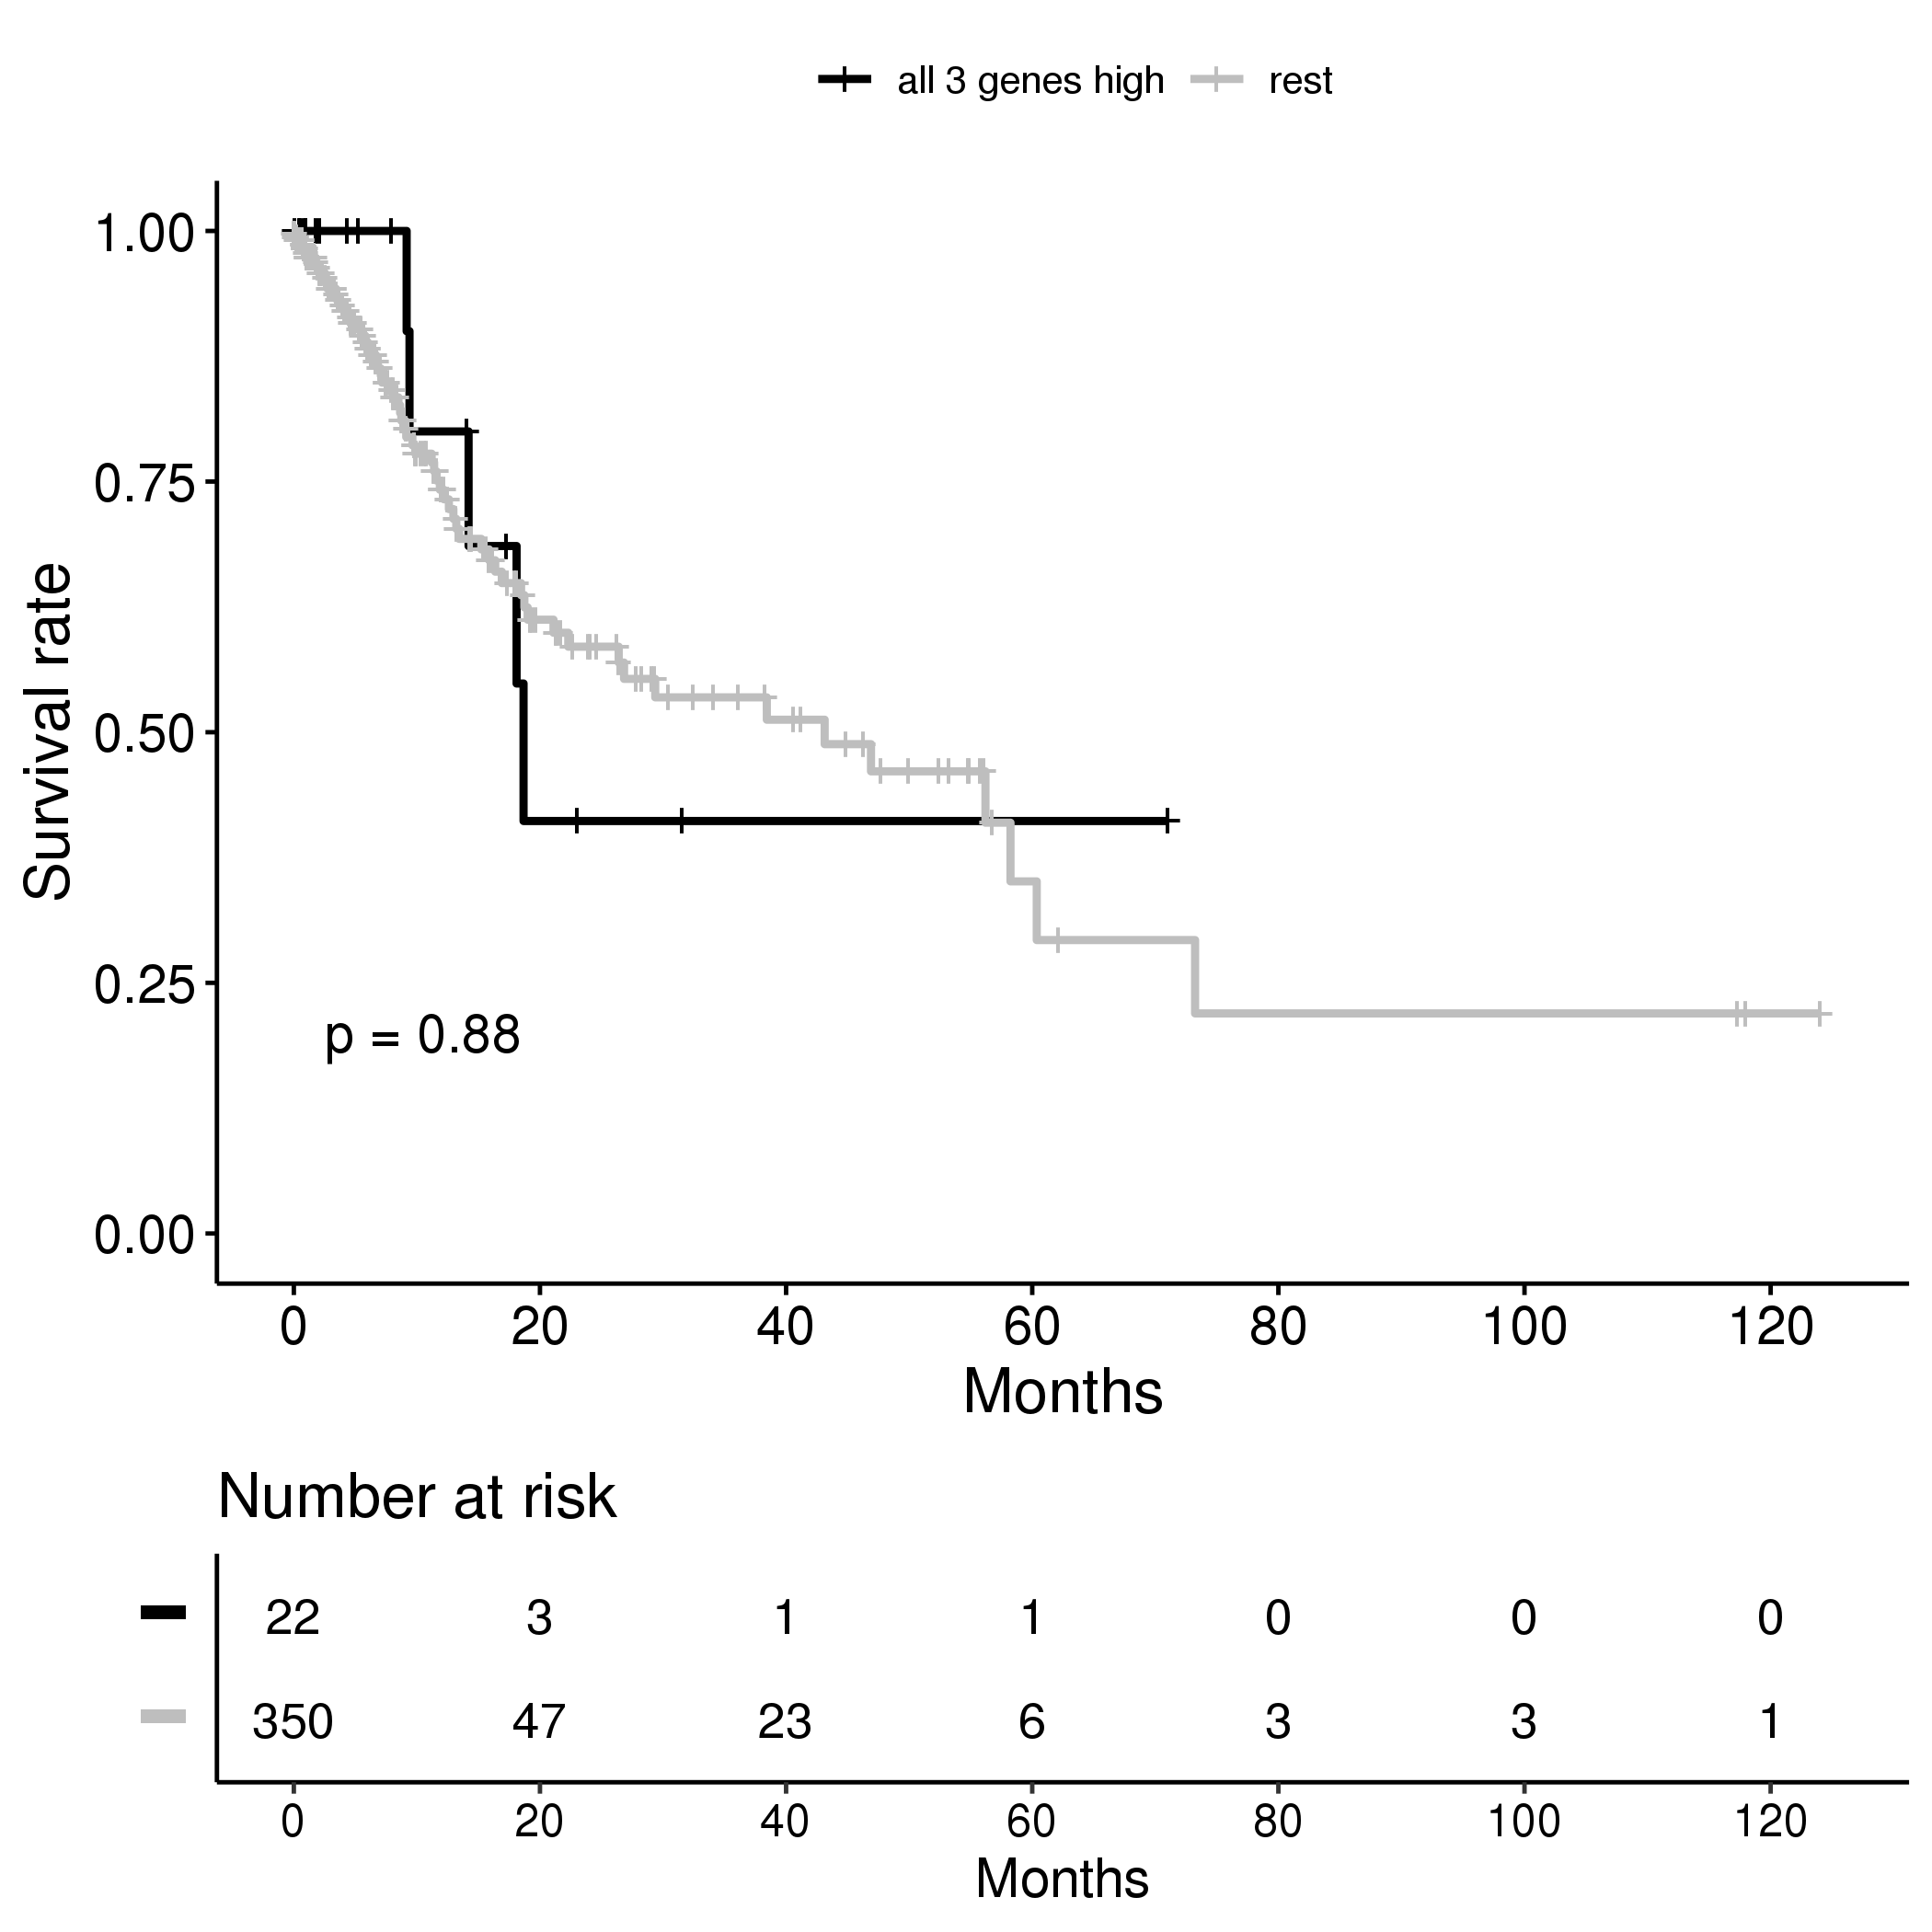 all 3 genes high rest
1.00
0.75
0.50
0.25
0.00
Survival rate
p = 0.88
0 20 40 60 80 100 120
Months
Number at risk
22 3 1 1 0 0 0
350 47 23 6 3 3 1
0 20 40 60 80 100 120
Months